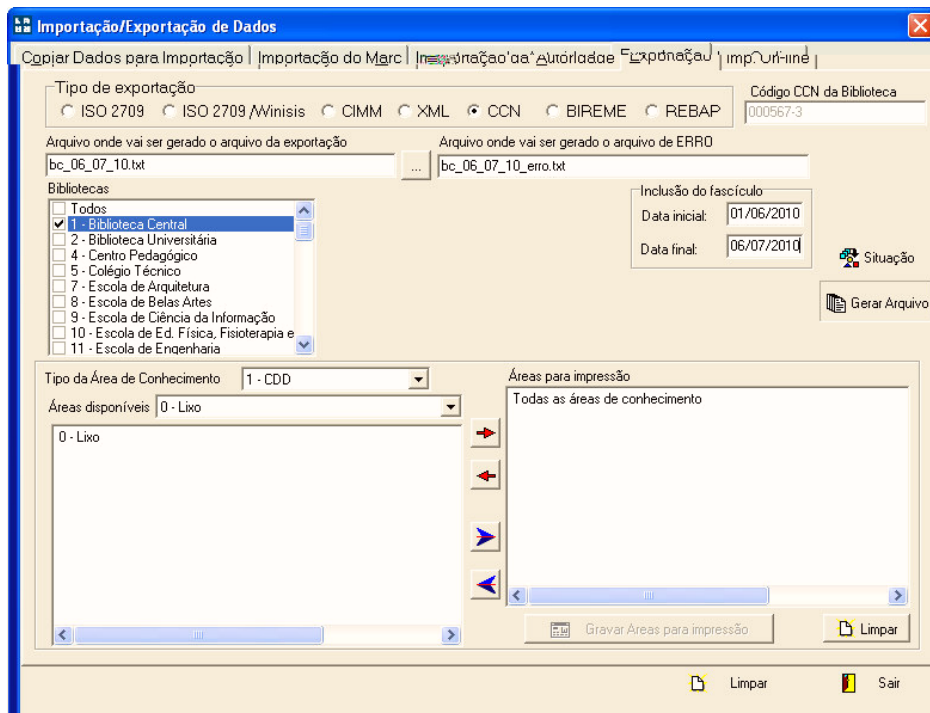 Importação/Exportação de Dados
Copiar Dados para Importação Importação do Marc Importação da Autoridade Exportação Imp. On-line
Tipo de exportação
ISO 2709 ISO 2709 /Winisis CIMM XML CCN BIREME REBAP
Código CCN da Biblioteca
000567-3
Arquivo onde vai ser gerado o arquivo da exportação
bc_06_07_10.txt
...
Arquivo onde vai ser gerado o arquivo de ERRO
bc_06_07_10_erro.txt
Bibliotecas
Todos
1 - Biblioteca Central
2 - Biblioteca Universitária
4 - Centro Pedagógico
5 - Colégio Técnico
7 - Escola de Arquitetura
8 - Escola de Belas Artes
9 - Escola de Ciência da Informação
10 - Escola de Ed. Física, Fisioterapia e
11 - Escola de Engenharia
Inclusão do fascículo
Data inicial: 01/06/2010
Data final: 06/07/2010
Situação
Gerar Arquivo
Tipo da Área de Conhecimento 1 - CDD
Áreas disponíveis 0 - Lixo
0 - Lixo
Áreas para impressão
Todas as áreas de conhecimento
Gravar Areas para impressão
Limpar
Limpar
Sair